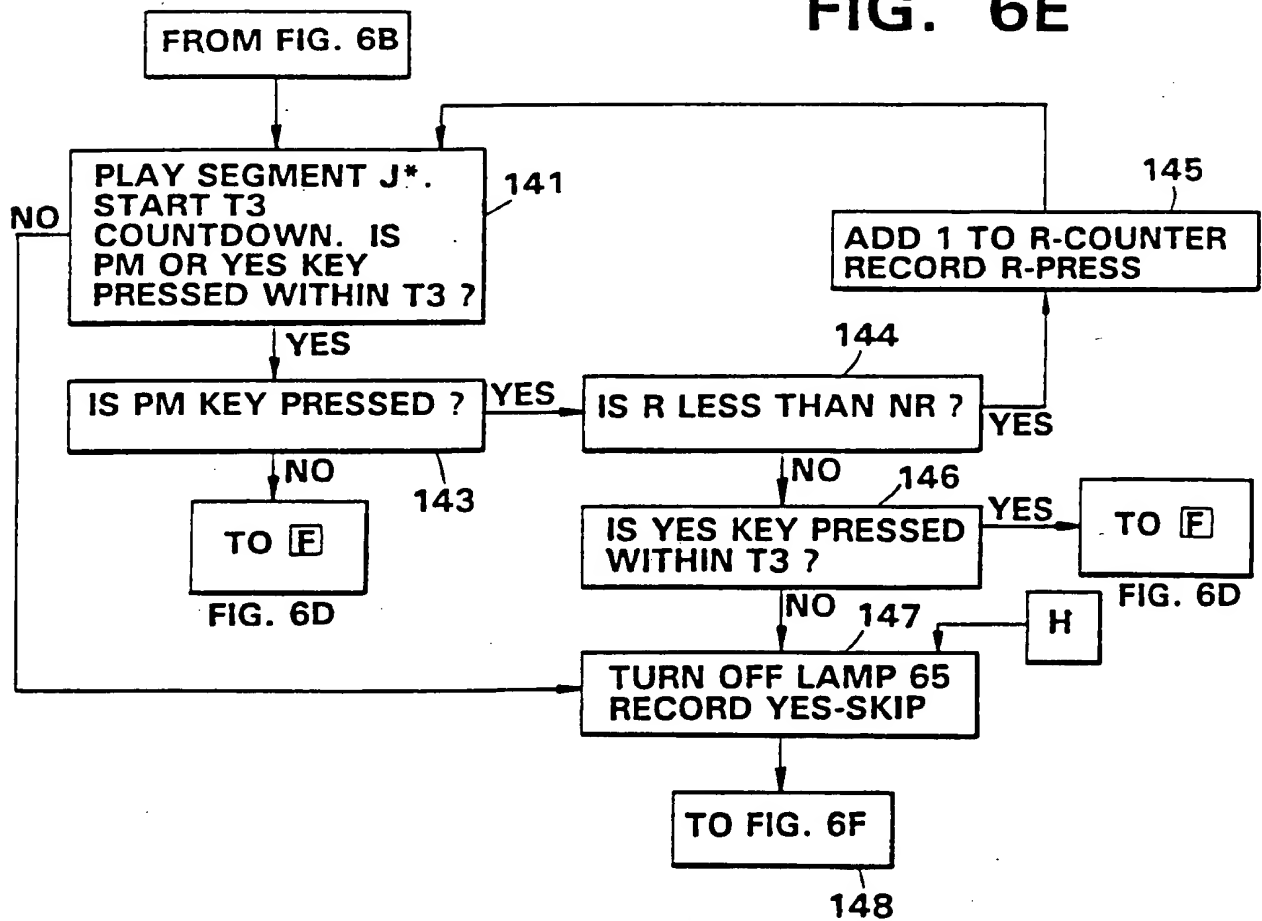 FIG. 6E
FROM FIG. 6B
PLAY SEGMENT J*.
START T3
COUNTDOWN. IS
PM OR YES KEY
PRESSED WITHIN T3 ?
141
NO
YES
145
ADD 1 TO R-COUNTER
RECORD R-PRESS
IS PM KEY PRESSED ?
143
YES
144
IS R LESS THAN NR ?
YES
NO
TO F
FIG. 6D
NO
146
IS YES KEY PRESSED
WITHIN T3 ?
YES
TO F
FIG. 6D
NO
147
H
TURN OFF LAMP 65
RECORD YES-SKIP
TO FIG. 6F
148